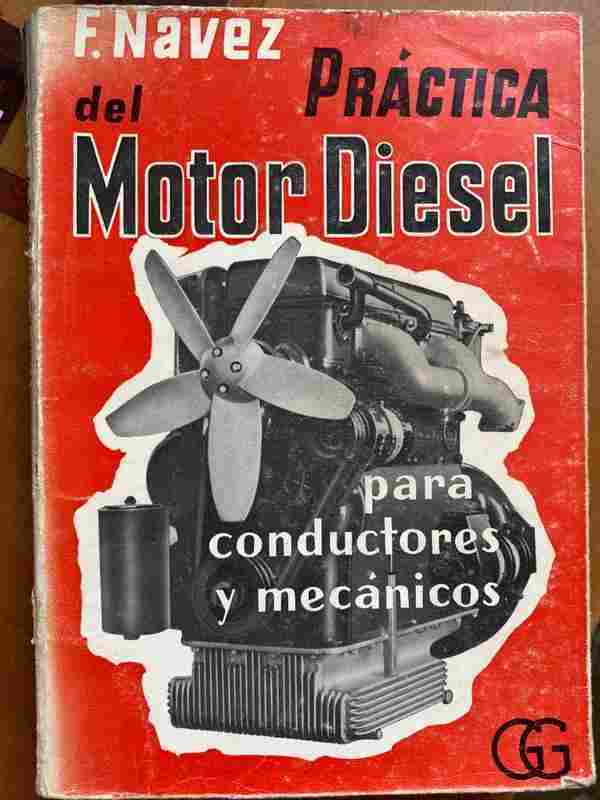 F. NAVEZ
PRÁCTICA
del
Motor Diesel
para
conductores
y mecánicos
GG